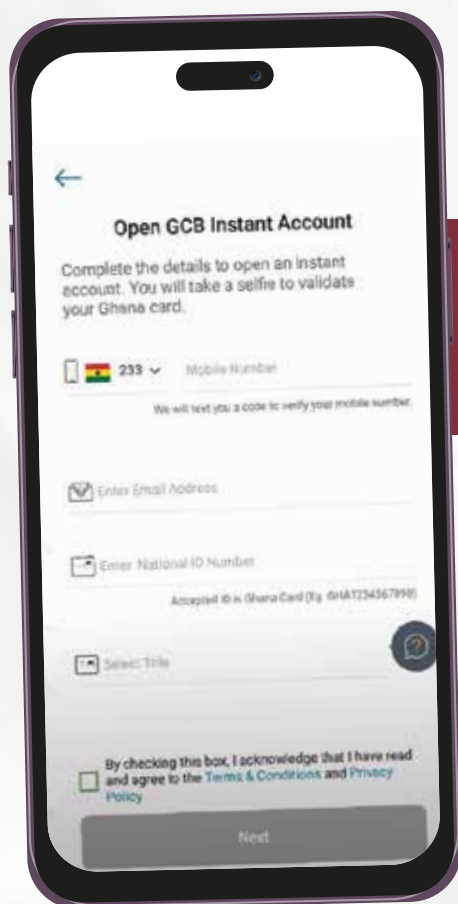 Open GCB Instant Account
Complete the details to open an instant
account. You will take a selfie to validate
your Ghana card.
233 Mobile Number
We will text you a code to verify your mobile number.
Enter Email Address
Enter National ID Number
Accepted ID is Ghana Card (Eg. GHA1234567890)
Select Title
By checking this box, I acknowledge that I have read
and agree to the Terms & Conditions and Privacy
Policy
Next